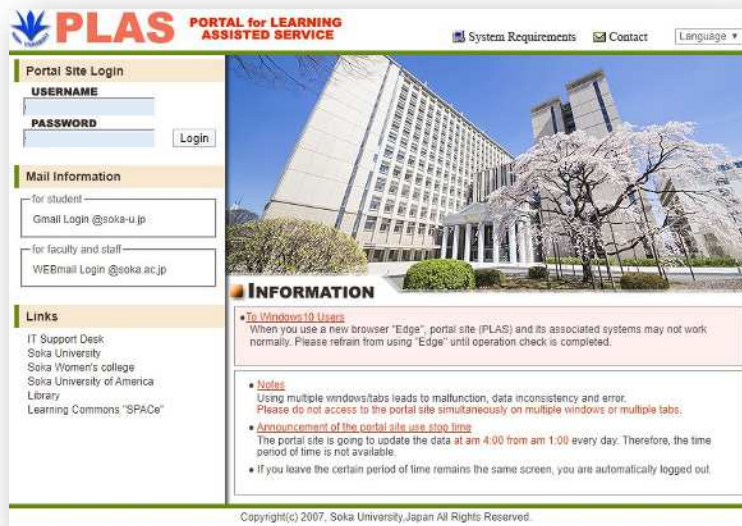 PLAS
PORTAL for LEARNING
ASSISTED SERVICE
System Requirements
Contact
Language
Portal Site Login
USERNAME
PASSWORD
Login
Mail Information
for student
Gmail Login @soka-u.jp
for faculty and staff
WEBmail Login @soka.ac.jp
Links
IT Support Desk
Soka University
Soka Women's college
Soka University of America
Library
Learning Commons "SPACe"
INFORMATION
To Windows10 Users
When you use a new browser "Edge", portal site (PLAS) and its associated systems may not work
normally. Please refrain from using "Edge" until operation check is completed.
Notes
Using multiple windows/tabs leads to malfunction, data inconsistency and error.
Please do not access to the portal site simultaneously on multiple windows or multiple tabs.
Announcement of the portal site use stop time
The portal site is going to update the data at am 4:00 from am 1:00 every day. Therefore, the time
period of time is not available.
If you leave the certain period of time remains the same screen, you are automatically logged out
Copyright(c) 2007, Soka University,Japan All Rights Reserved.